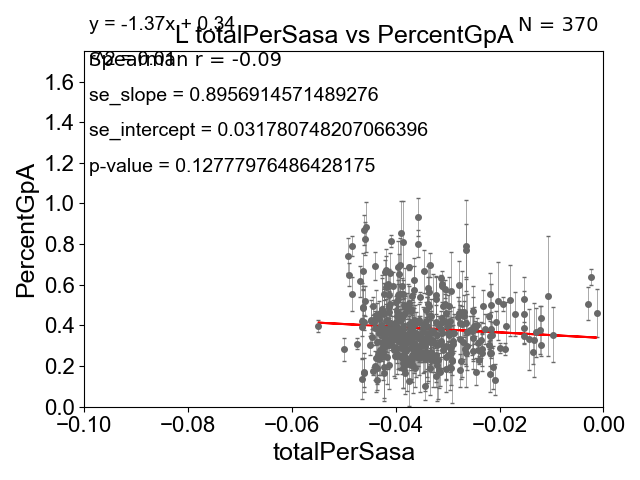 y = -1.37x + 0.34
N = 370
L totalPerSasa vs PercentGpA
Spearman r = -0.09
se_slope = 0.8956914571489276
se_intercept = 0.031780748207066396
p-value = 0.12777976486428175
PercentGpA
1.6
1.4
1.2
1.0
0.8
0.6
0.4
0.2
0.0
−0.10 −0.08 −0.06 −0.04 −0.02 0.00
totalPerSasa